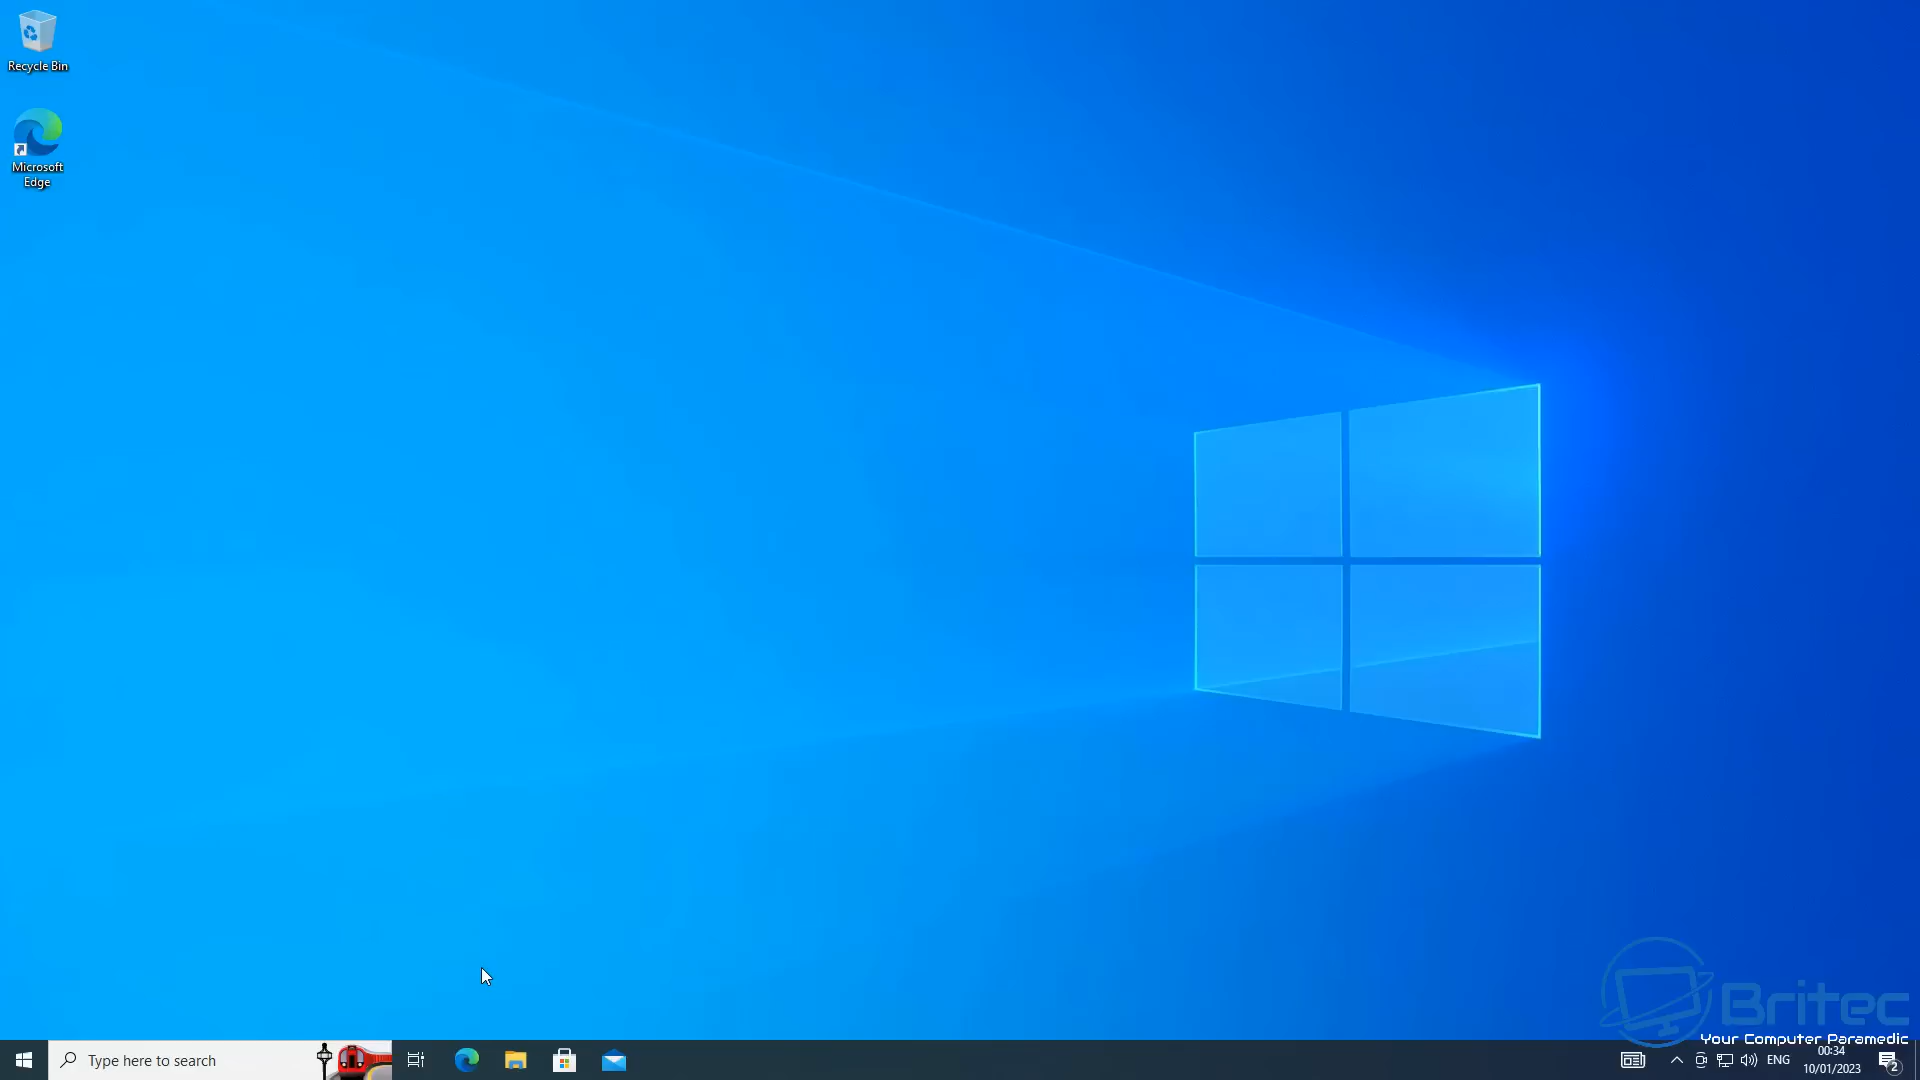 Recycle Bin
Microsoft
Edge
Britec
Your Computer Paramedic
Type here to search
ENG
00:34
10/01/2023
2